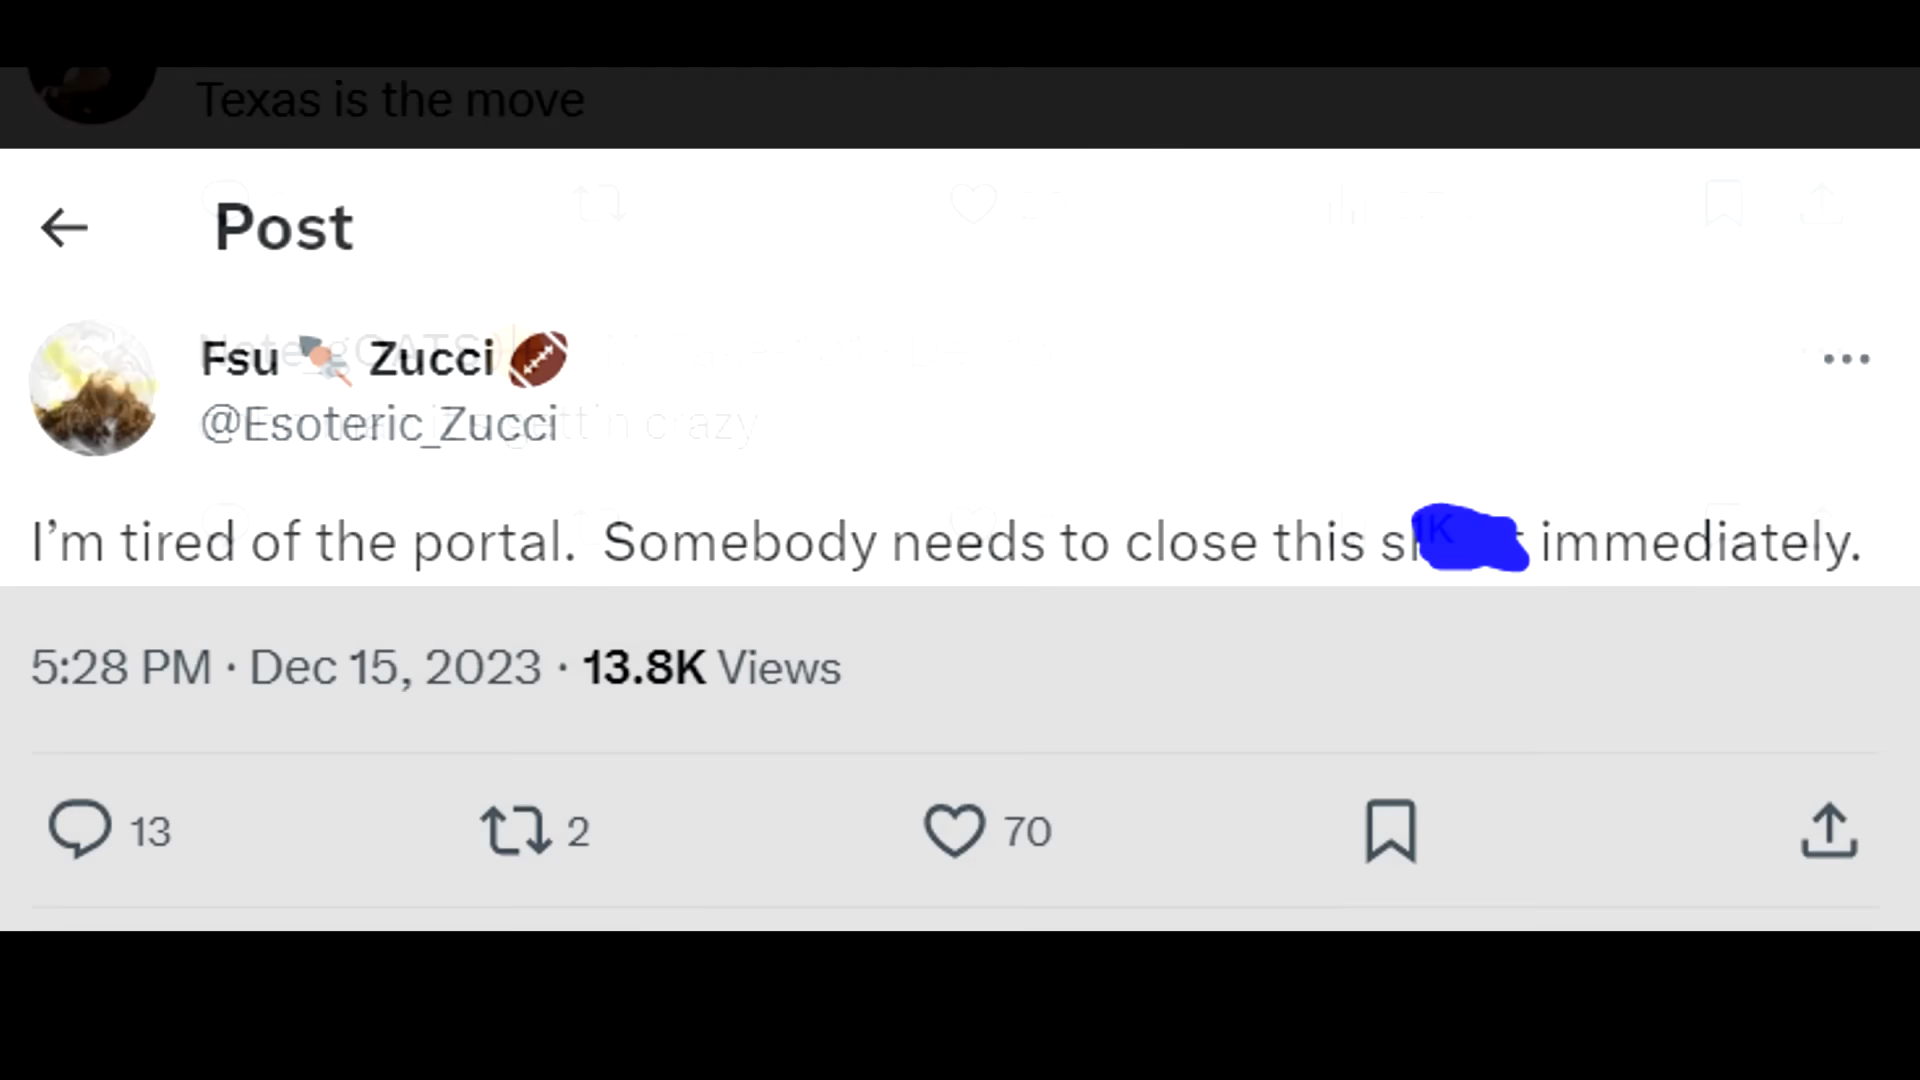 Texas is the move
Post
Fsu Zucci
@Esoteric_Zucci
I’m tired of the portal. Somebody needs to close this immediately.
5:28 PM · Dec 15, 2023 · 13.8K Views
13 2 70